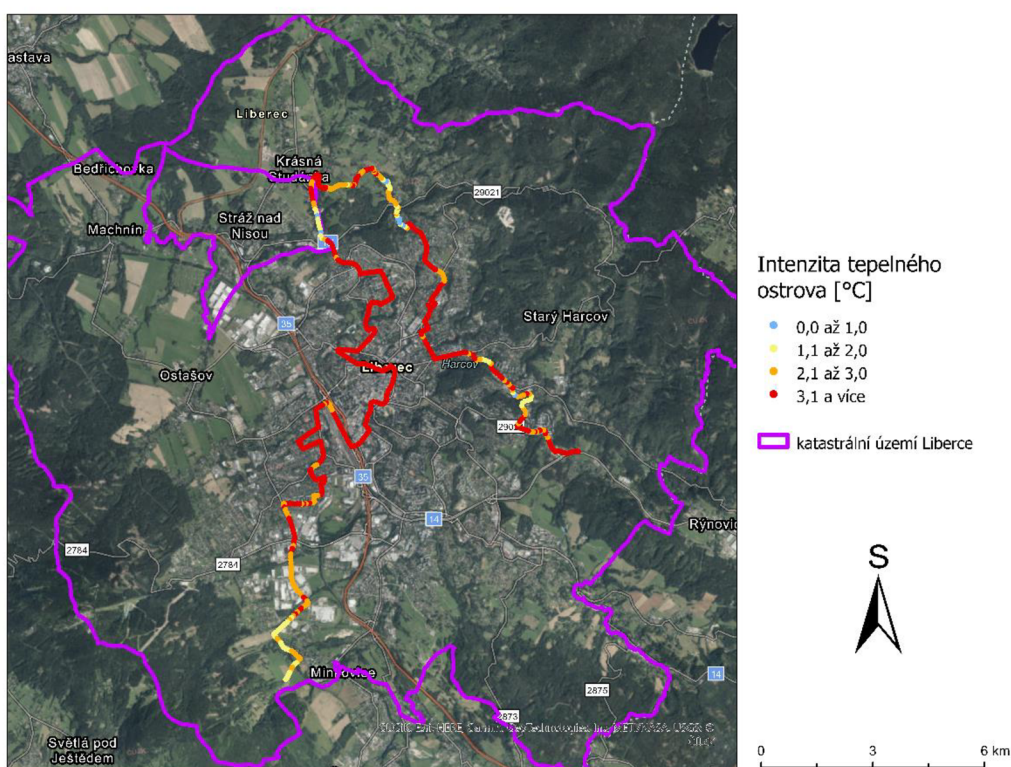 astava
Liberec
Bedřichovka
Krásná
Studánka
29021
Machnín
Stráž nad
Nisou
35
Starý Harcov
Ostašov
Liberec
Harcov
35
14
Rýnovic
2784
2784
14
2875
2873
Světlá pod
Ještědem
Intenzita tepelného
ostrova [°C]
0,0 až 1,0
1,1 až 2,0
2,1 až 3,0
3,1 a více
katastrální území Liberce
S
0 3 6 km